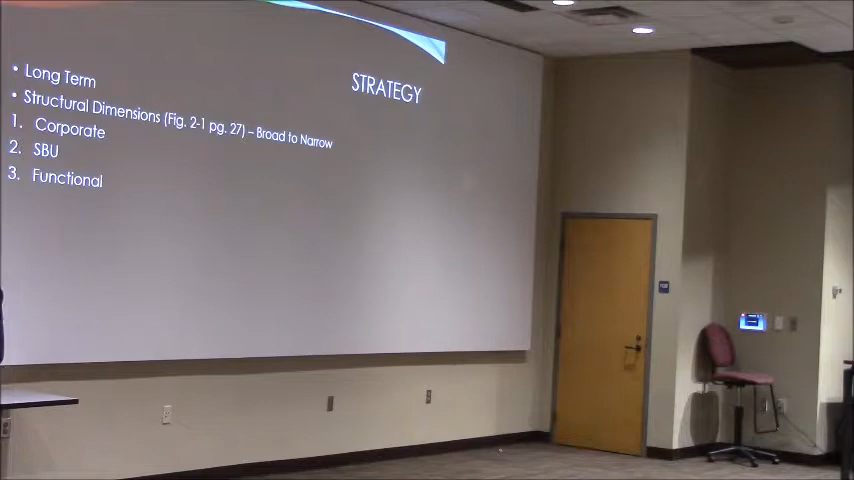 STRATEGY
• Long Term
• Structural Dimensions (Fig. 2-1 pg. 27) – Broad to Narrow
1. Corporate
2. SBU
3. Functional